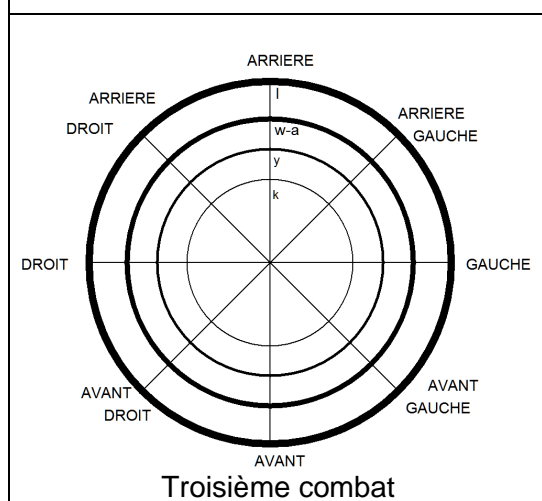 ARRIERE
ARRIERE
DROIT
ARRIERE
GAUCHE
l
w-a
y
k
DROIT
GAUCHE
AVANT
DROIT
AVANT
GAUCHE
AVANT
Troisième combat